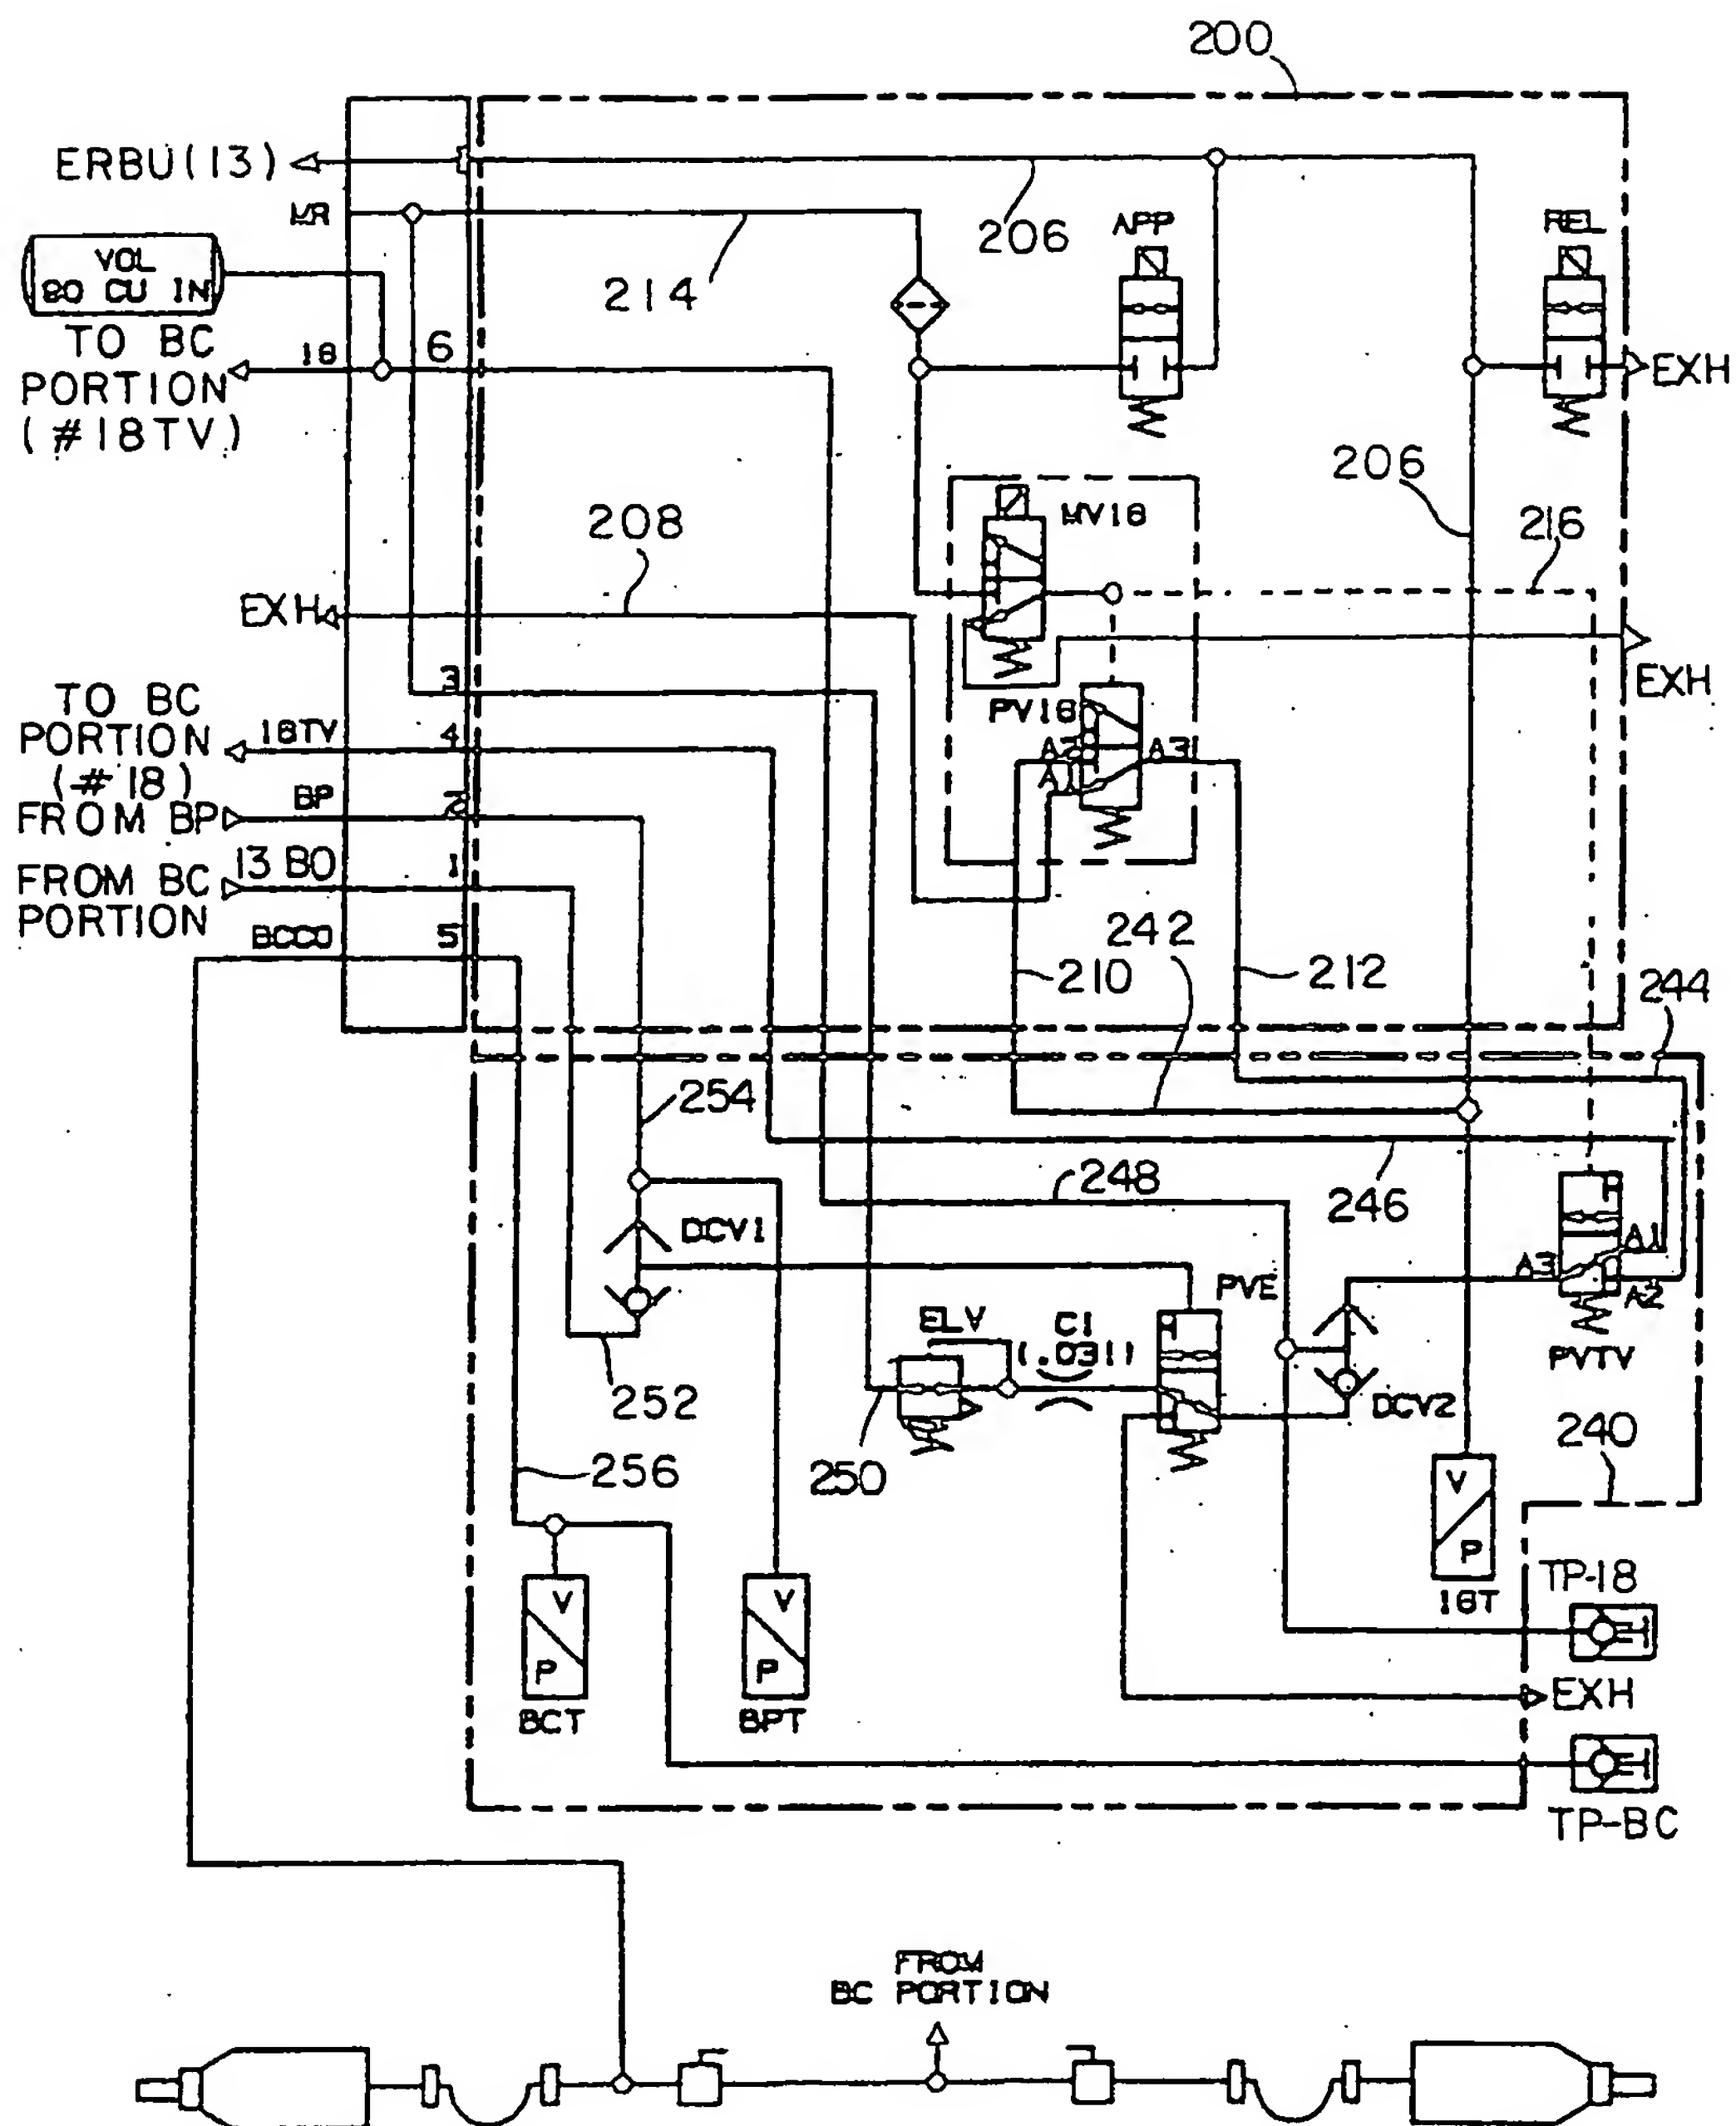 200
ERBU(13)
MR
206
APP
REL
VOL
80 CU IN
214
TO BC
PORTION
(#18TV)
18
6
EXH
206
208
MV18
216
EXH
EXH
3
TO BC
PORTION
(#18)
18TV
4
PV18
A2
A3
A1
BP
2
FROM BP
13 BO
1
FROM BC
PORTION
BCCO
5
242
210
212
244
254
248
246
DCV1
A1
A3
A2
PVE
ELV
C1
(.031)
PVTV
252
DCV2
240
256
250
V
P
18T
TP-18
V
P
BCT
V
P
BPT
EXH
TP-BC
FROM
BC PORTION